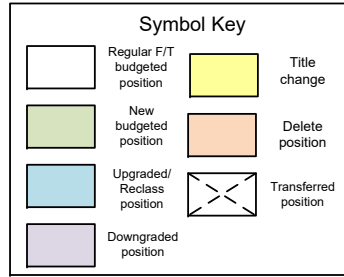 Symbol Key
Regular F/T
budgeted
position
New
budgeted
position
Upgraded/
Reclass
position
Downgraded
position
Title
change
Delete
position
Transferred
position